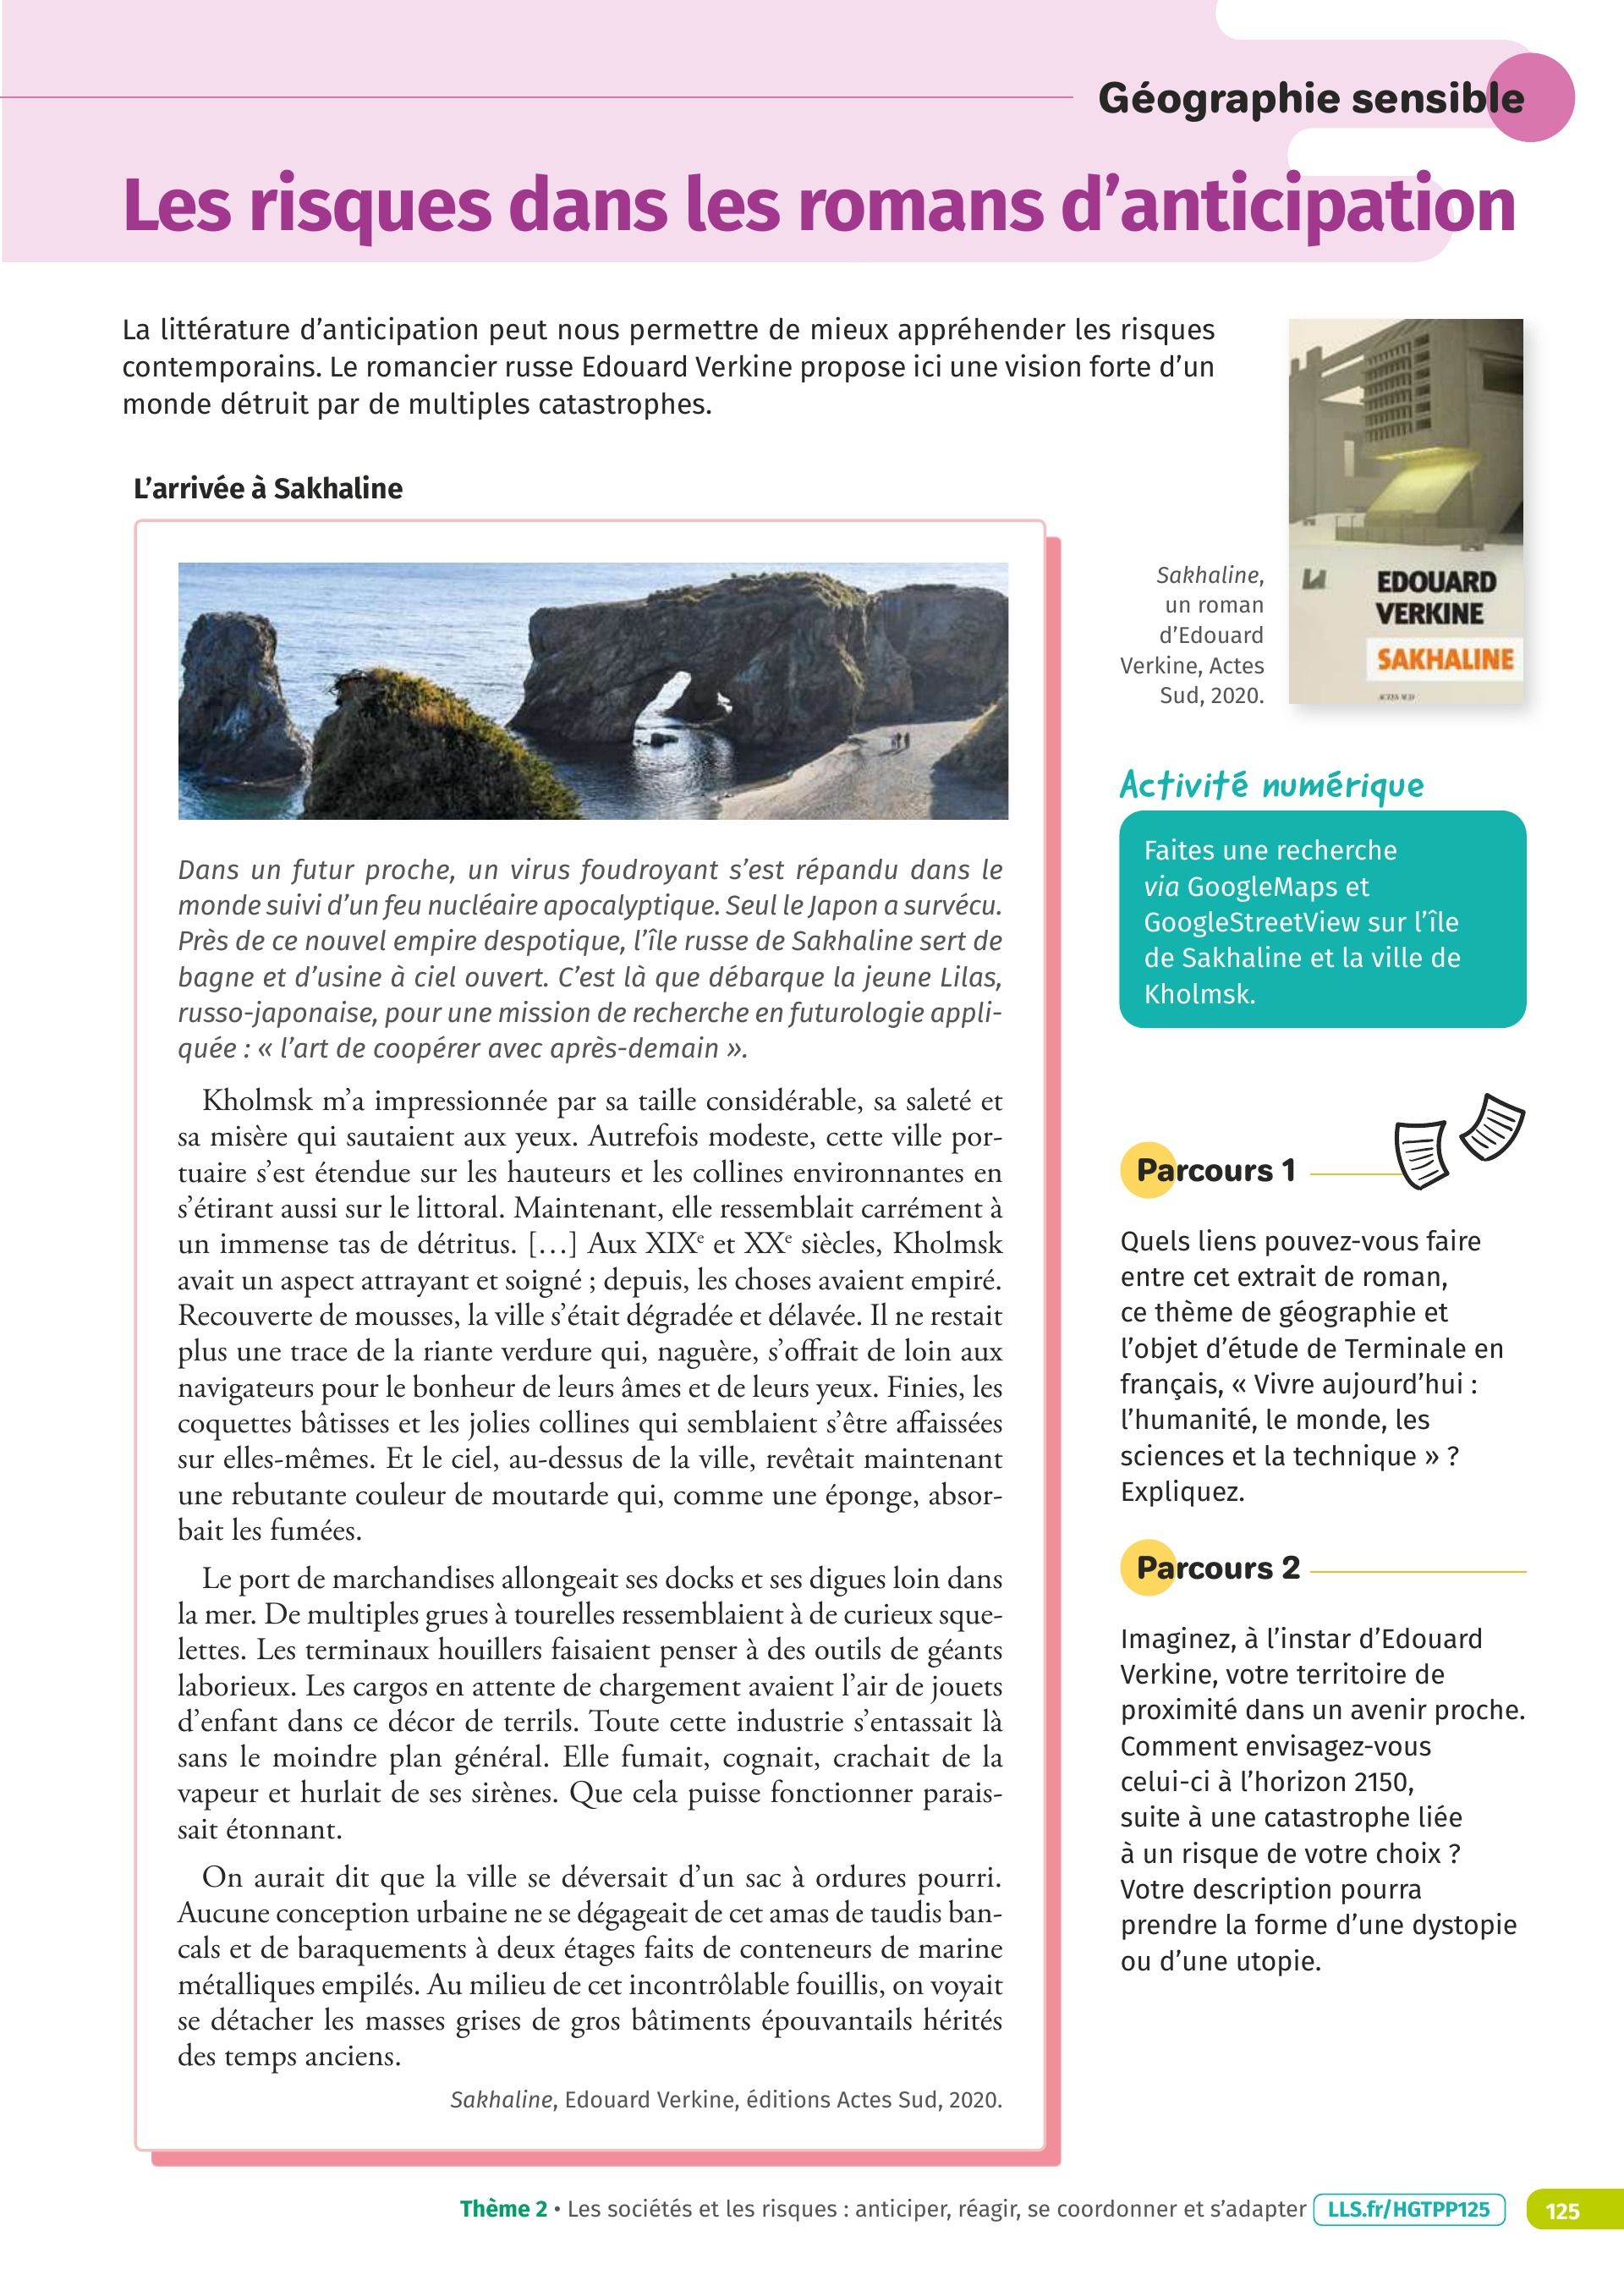 Géographie sensible
Les risques dans les romans d'anticipation
La littérature d'anticipation peut nous permettre de mieux appréhender les risques
contemporains. Le romancier russe Edouard Verkine propose ici une vision forte d'un
monde détruit par de multiples catastrophes.
L'arrivée à Sakhaline
Dans un futur proche, un virus foudroyant s'est répandu dans le
monde suivi d'un feu nucléaire apocalyptique. Seul le Japon a survécu.
Près de ce nouvel empire despotique, l'île russe de Sakhaline sert de
bagne et d'usine à ciel ouvert. C'est là que débarque la jeune Lilas,
russo-japonaise, pour une mission de recherche en futurologie appli-
quée : « l'art de coopérer avec après-demain ».
Kholmsk m'a impressionnée par sa taille considérable, sa saleté et
sa misère qui sautaient aux yeux. Autrefois modeste, cette ville por-
tuaire s'est étendue sur les hauteurs et les collines environnantes en
s'étirant aussi sur le littoral. Maintenant, elle ressemblait carrément à
un immense tas de détritus. […] Aux XIXe et XXe siècles, Kholmsk
avait un aspect attrayant et soigné ; depuis, les choses avaient empiré.
Recouverte de mousses, la ville s'était dégradée et délavée. Il ne restait
plus une trace de la riante verdure qui, naguère, s'offrait de loin aux
navigateurs pour le bonheur de leurs âmes et de leurs yeux. Finies, les
coquettes bâtisses et les jolies collines qui semblaient s'être affaissées
sur elles-mêmes. Et le ciel, au-dessus de la ville, revêtait maintenant
une rebutante couleur de moutarde qui, comme une éponge, absor-
bait les fumées.
Le port de marchandises allongeait ses docks et ses digues loin dans
la mer. De multiples grues à tourelles ressemblaient à de curieux sque-
lettes. Les terminaux houillers faisaient penser à des outils de géants
laborieux. Les cargos en attente de chargement avaient l'air de jouets
d'enfant dans ce décor de terrils. Toute cette industrie s'entassait là
sans le moindre plan général. Elle fumait, cognait, crachait de la
vapeur et hurlait de ses sirènes. Que cela puisse fonctionner parais-
sait étonnant.
On aurait dit que la ville se déversait d'un sac à ordures pourri.
Aucune conception urbaine ne se dégageait de cet amas de taudis ban-
cals et de baraquements à deux étages faits de conteneurs de marine
métalliques empilés. Au milieu de cet incontrôlable fouillis, on voyait
se détacher les masses grises de gros bâtiments épouvantails hérités
des temps anciens.
Sakhaline, Edouard Verkine, éditions Actes Sud, 2020.
EDOUARD
VERKINE
SAKHALINE
ACTES SUD
Sakhaline,
un roman
d'Edouard
Verkine, Actes
Sud, 2020.
Activité numérique
Faites une recherche
via GoogleMaps et
GoogleStreetView sur l'île
de Sakhaline et la ville de
Kholmsk.
Parcours 1
Quels liens pouvez-vous faire
entre cet extrait de roman,
ce thème de géographie et
l'objet d'étude de Terminale en
français, « Vivre aujourd'hui :
l'humanité, le monde, les
sciences et la technique » ?
Expliquez.
Parcours 2
Imaginez, à l'instar d'Edouard
Verkine, votre territoire de
proximité dans un avenir proche.
Comment envisagez-vous
celui-ci à l'horizon 2150,
suite à une catastrophe liée
à un risque de votre choix ?
Votre description pourra
prendre la forme d'une dystopie
ou d'une utopie.
Thème 2 • Les sociétés et les risques : anticiper, réagir, se coordonner et s'adapter LLS.fr/HGTPP125 125